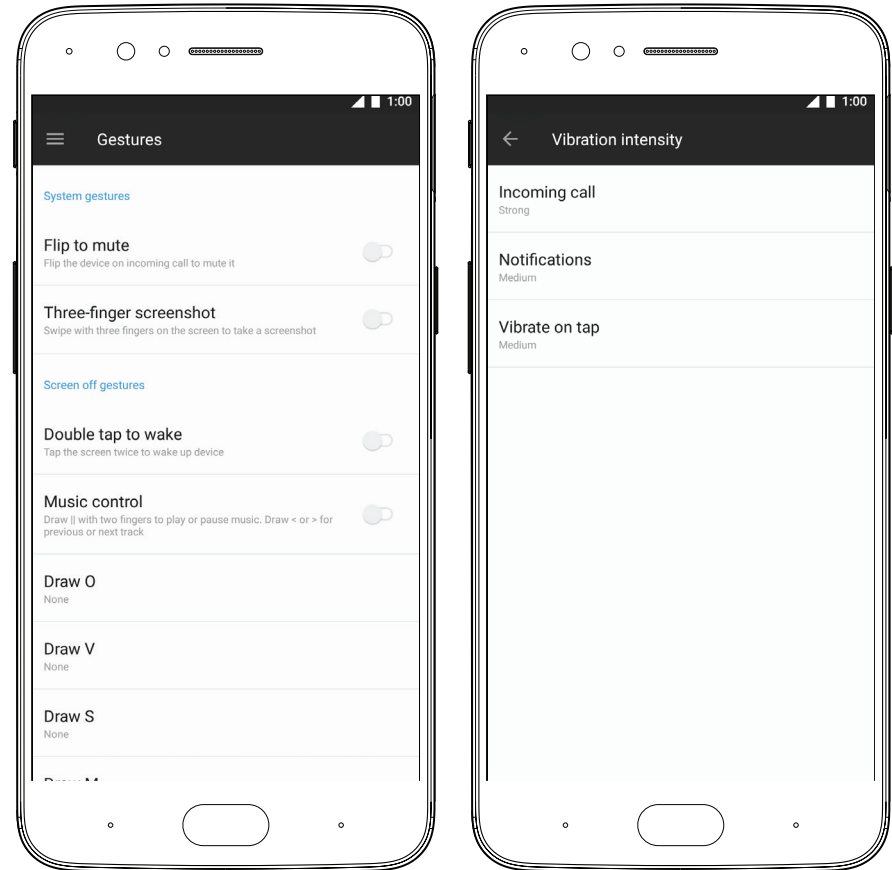 1:00
Gestures
System gestures
Flip to mute
Flip the device on incoming call to mute it
Three-finger screenshot
Swipe with three fingers on the screen to take a screenshot
Screen off gestures
Double tap to wake
Tap the screen twice to wake up device
Music control
Draw || with two fingers to play or pause music. Draw < or > for
previous or next track
Draw O
None
Draw V
None
Draw S
None
1:00
Vibration intensity
Incoming call
Strong
Notifications
Medium
Vibrate on tap
Medium